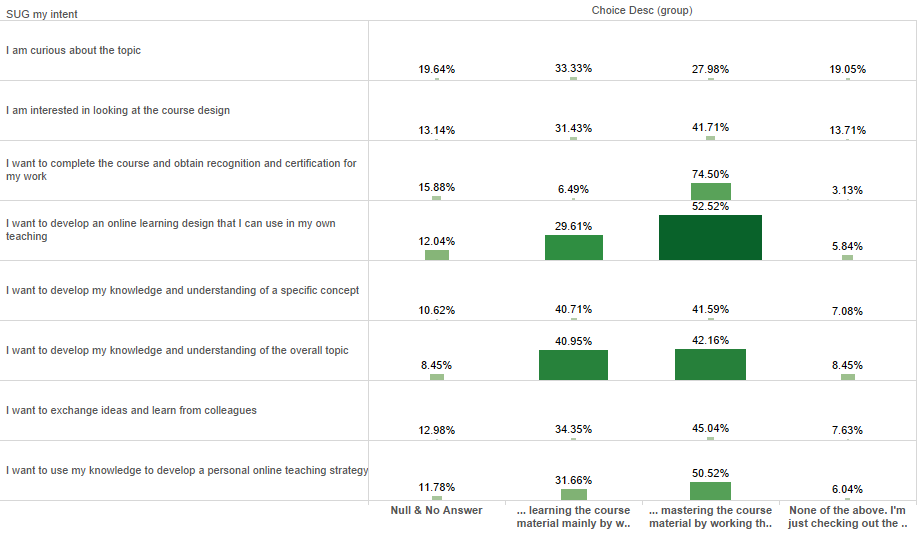 SUG my intent
Choice Desc (group)
I am curious about the topic
19.64%
33.33%
27.98%
19.05%
I am interested in looking at the course design
13.14%
31.43%
41.71%
13.71%
I want to complete the course and obtain recognition and certification for
my work
15.88%
6.49%
74.50%
3.13%
I want to develop an online learning design that I can use in my own
teaching
12.04%
29.61%
52.52%
5.84%
I want to develop my knowledge and understanding of a specific concept
10.62%
40.71%
41.59%
7.08%
I want to develop my knowledge and understanding of the overall topic
8.45%
40.95%
42.16%
8.45%
I want to exchange ideas and learn from colleagues
12.98%
34.35%
45.04%
7.63%
I want to use my knowledge to develop a personal online teaching strategy
11.78%
31.66%
50.52%
6.04%
Null & No Answer
... learning the course
material mainly by w..
... mastering the course
material by working th..
None of the above. I'm
just checking out the ..